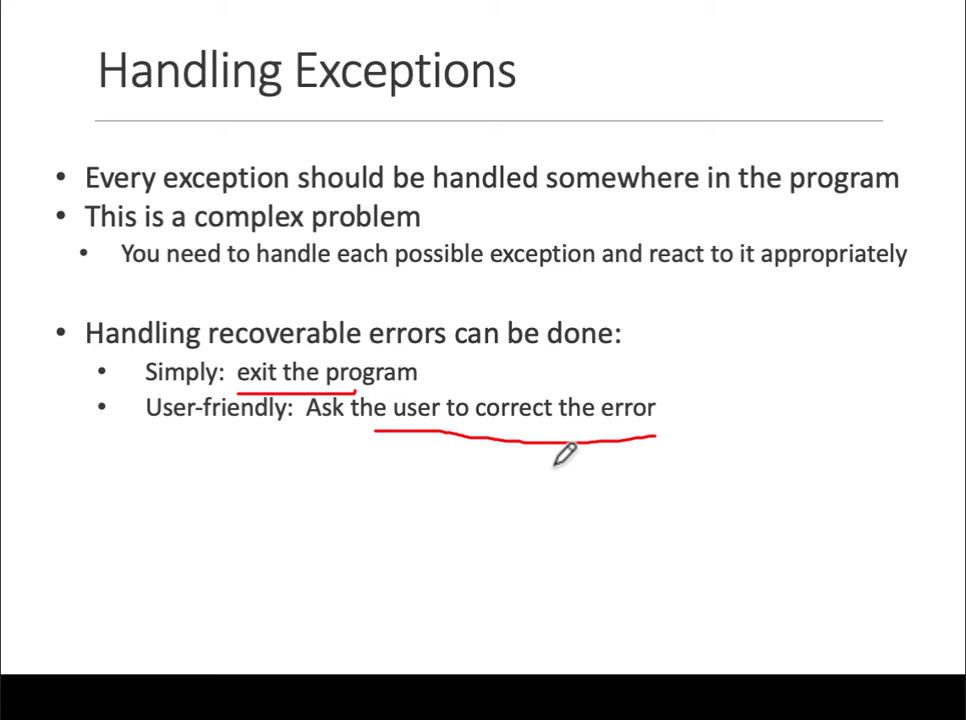 Handling Exceptions
• Every exception should be handled somewhere in the program
• This is a complex problem
• You need to handle each possible exception and react to it appropriately
• Handling recoverable errors can be done:
• Simply: exit the program
• User-friendly: Ask the user to correct the error